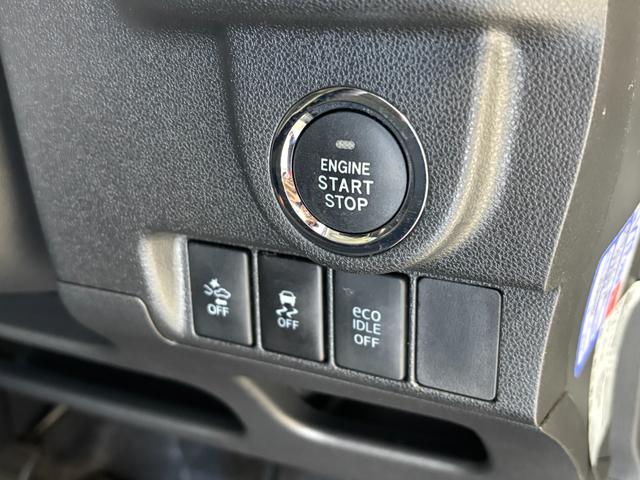 ENGINE
START
STOP
OFF
OFF
eco
IDLE
OFF